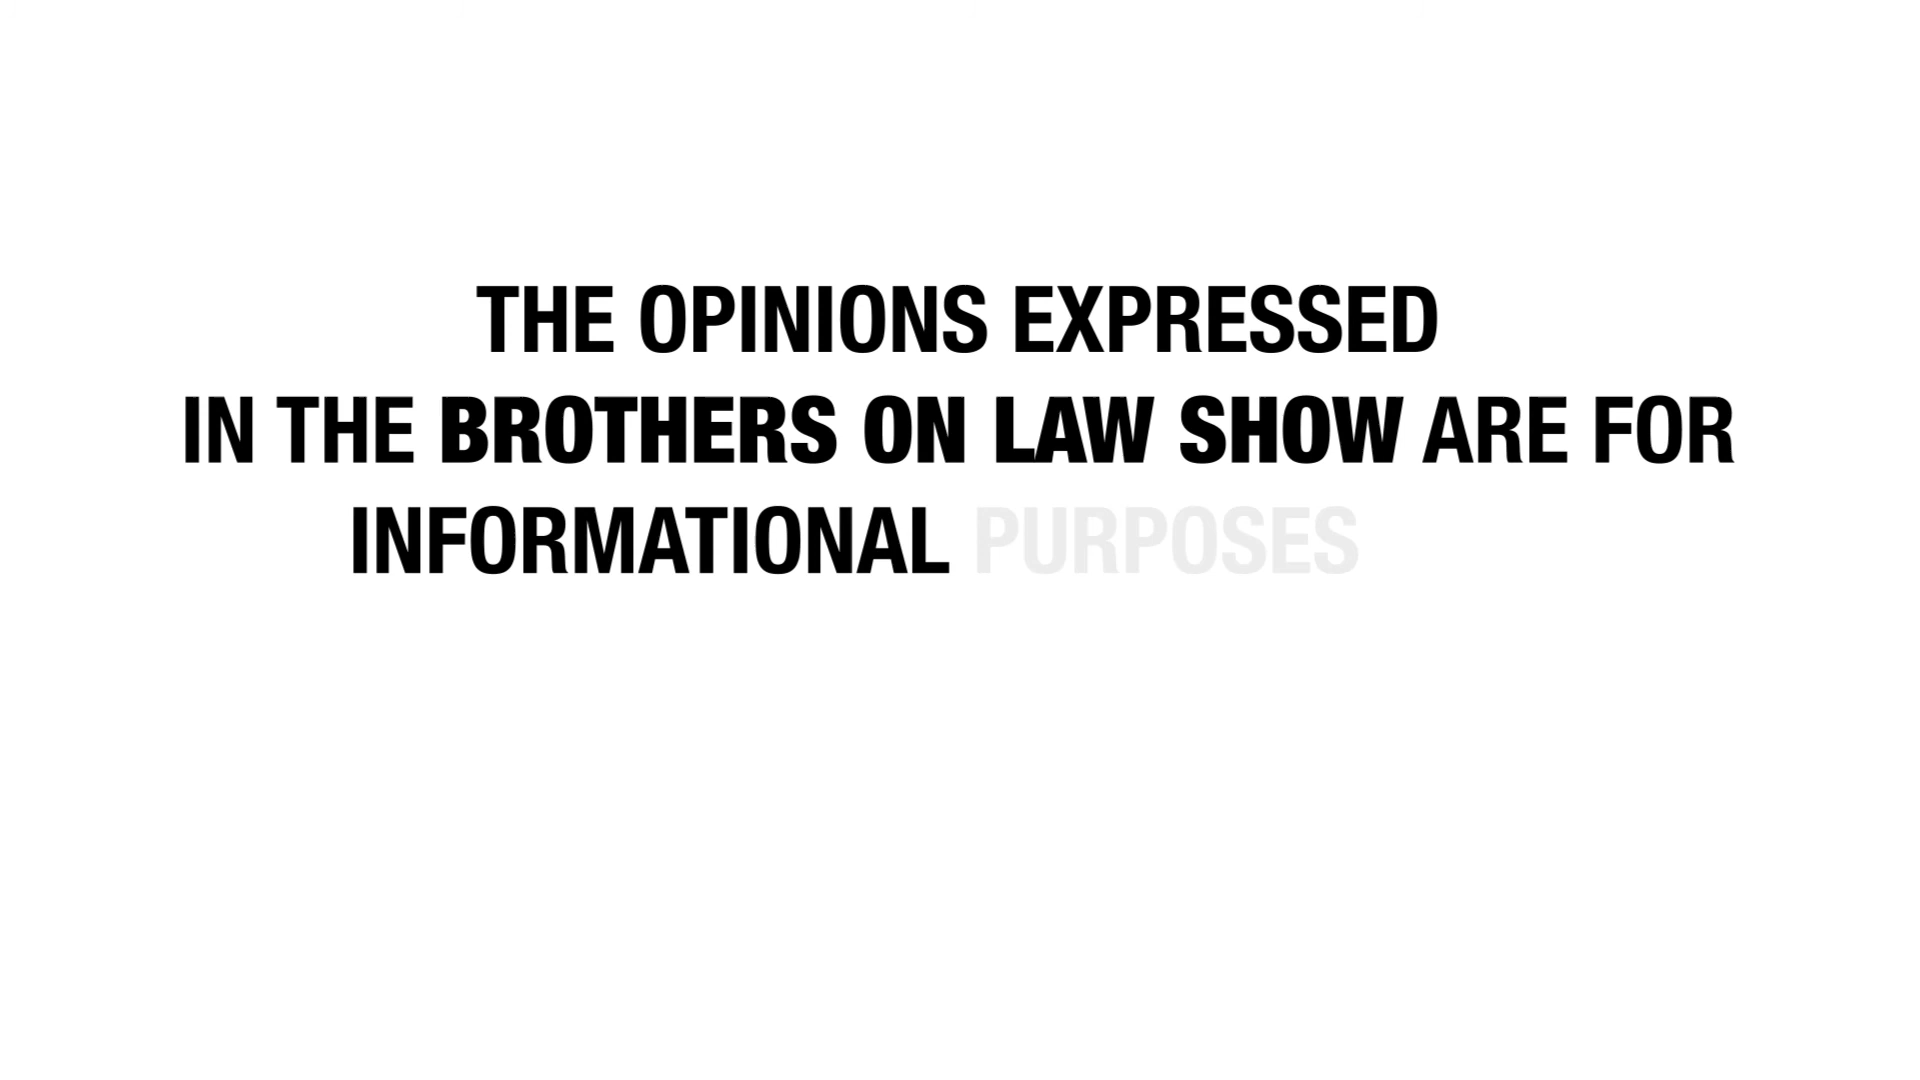 THE OPINIONS EXPRESSED
IN THE BROTHERS ON LAW SHOW ARE FOR
INFORMATIONAL PURPOSES